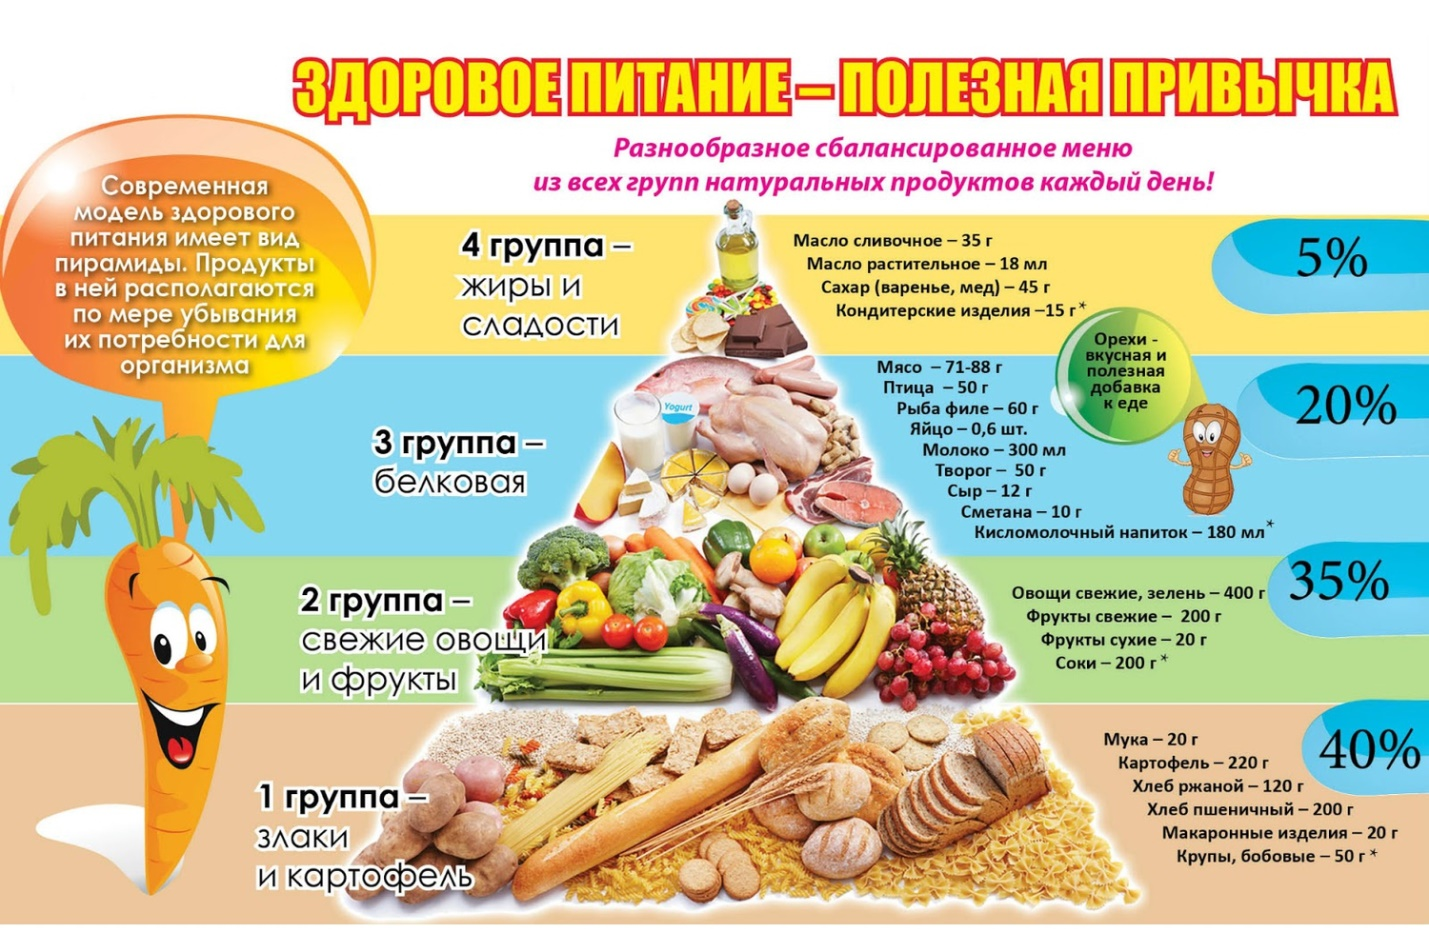 ЗДОРОВОЕ ПИТАНИЕ – ПОЛЕЗНАЯ ПРИВЫЧКА
Разнообразное сбалансированное меню
из всех групп натуральных продуктов каждый день!
Современная
модель здорового
питания имеет вид
пирамиды. Продукты
в ней располагаются
по мере убывания
их потребности для
организма
4 группа –
жиры и
сладости
Масло сливочное – 35 г
Масло растительное – 18 мл
Сахар (варенье, мед) – 45 г
Кондитерские изделия –15 г*
5%
3 группа –
белковая
Yogurt
Мясо – 71-88 г
Птица – 50 г
Рыба филе – 60 г
Яйцо – 0,6 шт.
Молоко – 300 мл
Творог – 50 г
Сыр – 12 г
Сметана – 10 г
Кисломолочный напиток – 180 мл*
Орехи -
вкусная и
полезная
добавка
к еде
20%
2 группа –
свежие овощи
и фрукты
Овощи свежие, зелень – 400 г
Фрукты свежие – 200 г
Фрукты сухие – 20 г
Соки – 200 г*
35%
1 группа –
злаки
и картофель
Мука – 20 г
Картофель – 220 г
Хлеб ржаной – 120 г
Хлеб пшеничный – 200 г
Макаронные изделия – 20 г
Крупы, бобовые – 50 г*
40%